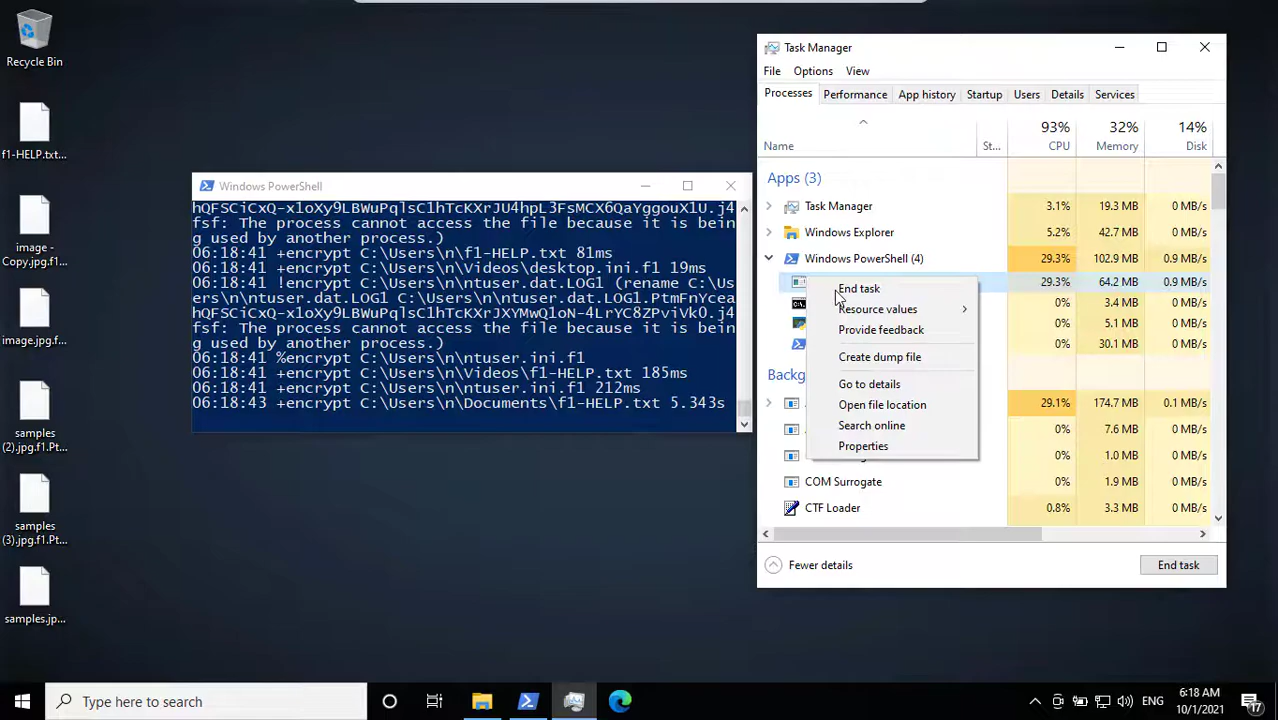 Recycle Bin
f1-HELP.txt...
image -
Copy.jpg.f1...
image.jpg...
samples
(2).jpg.f1.Pt...
samples
(3).jpg.f1.Pt...
samples.jp...
Windows PowerShell
hQFSCiCxQ-xloXy9LBWuPqlsClhTcKXrJU4hpL3FsMCX6QaYggouX1U.j4
fsf: The process cannot access the file because it is bein
g used by another process.)
06:18:41 +encrypt C:\Users\n\f1-HELP.txt 81ms
06:18:41 +encrypt C:\Users\n\Videos\desktop.ini.f1 19ms
06:18:41 !encrypt C:\Users\n\ntuser.dat.LOG1 (rename C:\Us
ers\n\ntuser.dat.LOG1 C:\Users\n\ntuser.dat.LOG1.PtmFnYcea
hQFSCiCxQ-xloXy9LBWuPqlsClhTcKXrJXYMwQloN-4LrYC8ZPviVkO.j4
fsf: The process cannot access the file because it is bein
g used by another process.)
06:18:41 %encrypt C:\Users\n\ntuser.ini.f1
06:18:41 +encrypt C:\Users\n\Videos\f1-HELP.txt 185ms
06:18:41 +encrypt C:\Users\n\ntuser.ini.f1 212ms
06:18:43 +encrypt C:\Users\n\Documents\f1-HELP.txt 5.343s
Task Manager
File Options View
Processes Performance App history Startup Users Details Services
93% 32% 14%
Name St... CPU Memory Disk
Apps (3)
Task Manager 3.1% 19.3 MB 0 MB/s
Windows Explorer 5.2% 42.7 MB 0 MB/s
Windows PowerShell (4) 29.3% 102.9 MB 0.9 MB/s
29.3% 64.2 MB 0.9 MB/s
0% 3.4 MB 0 MB/s
0% 5.1 MB 0 MB/s
0% 30.1 MB 0 MB/s
End task
Resource values
Provide feedback
Create dump file
Go to details
Open file location
Search online
Properties
Backg
29.1% 174.7 MB 0.1 MB/s
0% 7.6 MB 0 MB/s
0% 1.0 MB 0 MB/s
COM Surrogate 0% 1.9 MB 0 MB/s
CTF Loader 0.8% 3.3 MB 0 MB/s
Fewer details
End task
Type here to search
ENG
6:18 AM
10/1/2021
17